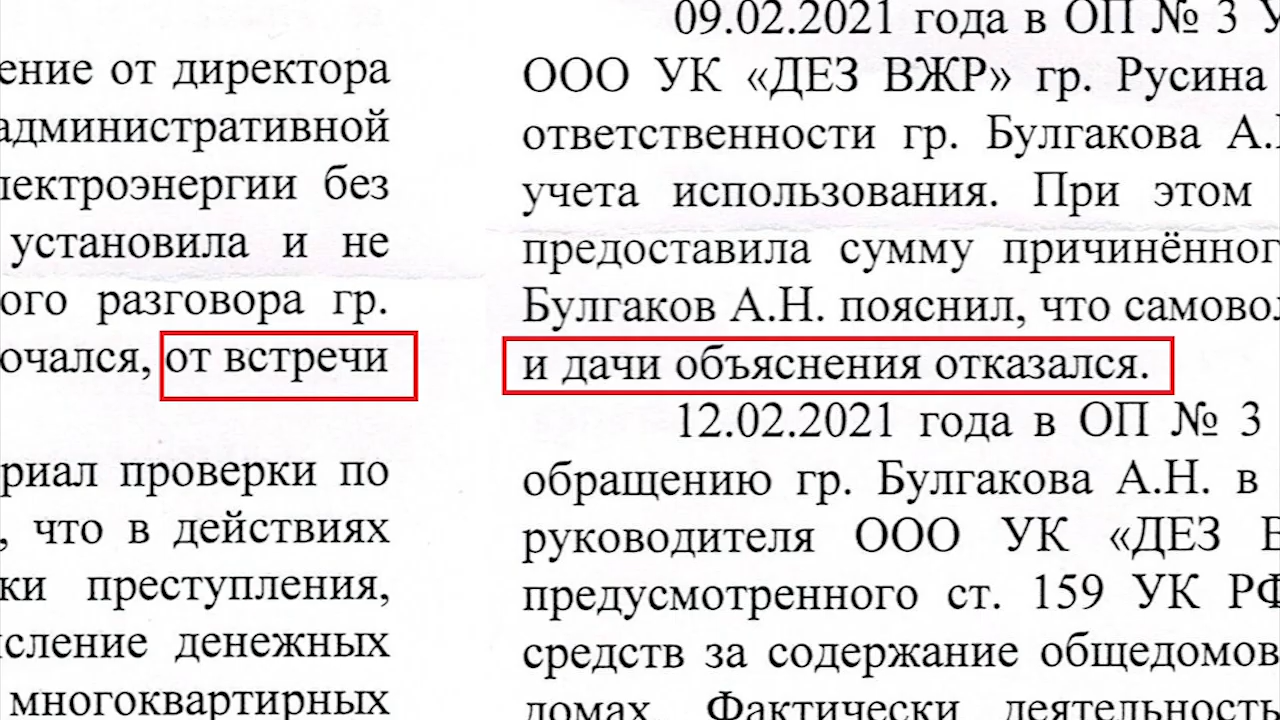 ение от директора
административной
лектроэнергии без
установила и не
ого разговора гр.
очался, от встречи
риал проверки по
, что в действиях
ки преступления,
сление денежных
многоквартирных
09.02.2021 года в ОП № 3 У
ООО УК «ДЕЗ ВЖР» гр. Русина
ответственности гр. Булгакова А.
учета использования. При этом
предоставила сумму причинённог
Булгаков А.Н. пояснил, что самово
и дачи объяснения отказался.
12.02.2021 года в ОП № 3
обращению гр. Булгакова А.Н. в
руководителя ООО УК «ДЕЗ В
предусмотренного ст. 159 УК РФ
средств за содержание общедомов
домах. Фактически деятельность